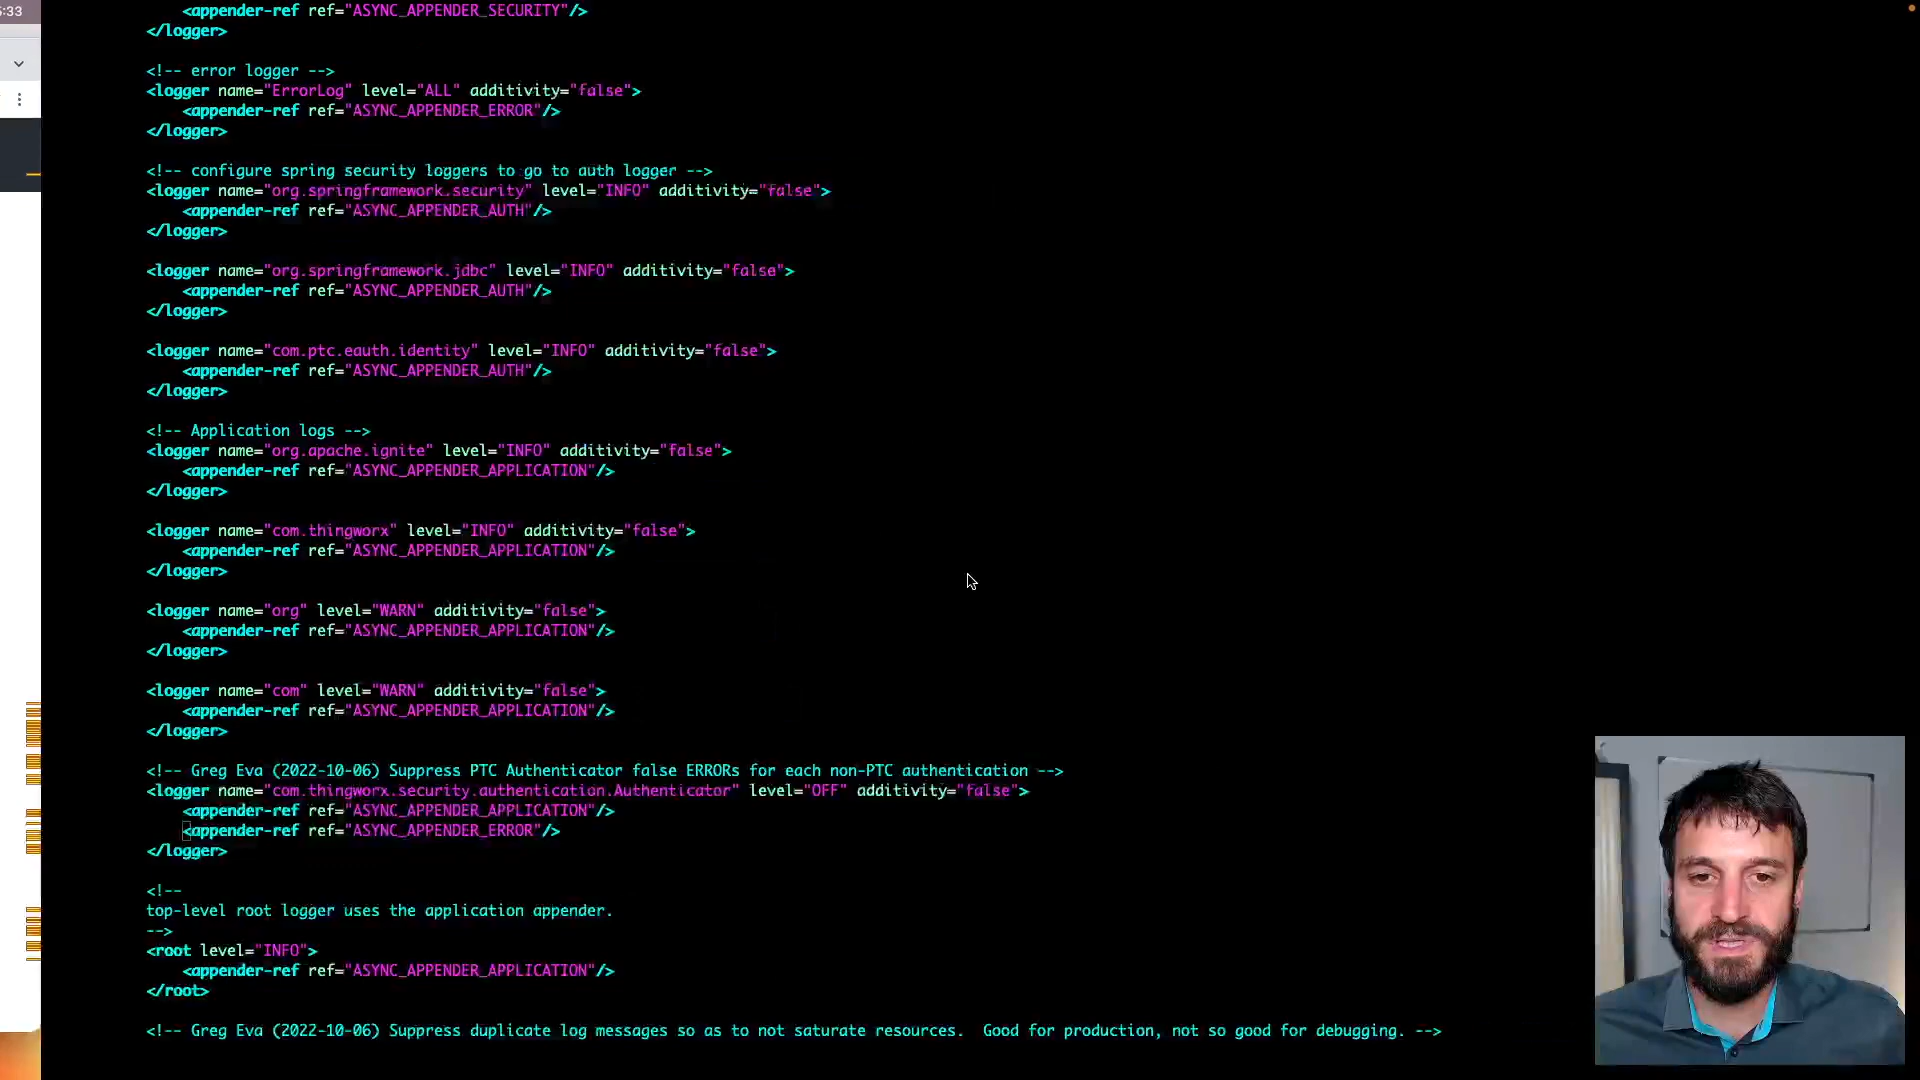 :33
<appender-ref ref="ASYNC_APPENDER_SECURITY"/>
</logger>
<!-- error logger -->
<logger name="ErrorLog" level="ALL" additivity="false">
<appender-ref ref="ASYNC_APPENDER_ERROR"/>
</logger>
<!-- configure spring security loggers to go to auth logger -->
<logger name="org.springframework.security" level="INFO" additivity="false">
<appender-ref ref="ASYNC_APPENDER_AUTH"/>
</logger>
<logger name="org.springframework.jdbc" level="INFO" additivity="false">
<appender-ref ref="ASYNC_APPENDER_AUTH"/>
</logger>
<logger name="com.ptc.eauth.identity" level="INFO" additivity="false">
<appender-ref ref="ASYNC_APPENDER_AUTH"/>
</logger>
<!-- Application logs -->
<logger name="org.apache.ignite" level="INFO" additivity="false">
<appender-ref ref="ASYNC_APPENDER_APPLICATION"/>
</logger>
<logger name="com.thingworx" level="INFO" additivity="false">
<appender-ref ref="ASYNC_APPENDER_APPLICATION"/>
</logger>
<logger name="org" level="WARN" additivity="false">
<appender-ref ref="ASYNC_APPENDER_APPLICATION"/>
</logger>
<logger name="com" level="WARN" additivity="false">
<appender-ref ref="ASYNC_APPENDER_APPLICATION"/>
</logger>
<!-- Greg Eva (2022-10-06) Suppress PTC Authenticator false ERRORs for each non-PTC authentication -->
<logger name="com.thingworx.security.authentication.Authenticator" level="OFF" additivity="false">
<appender-ref ref="ASYNC_APPENDER_APPLICATION"/>
<appender-ref ref="ASYNC_APPENDER_ERROR"/>
</logger>
<!--
top-level root logger uses the application appender.
-->
<root level="INFO">
<appender-ref ref="ASYNC_APPENDER_APPLICATION"/>
</root>
<!-- Greg Eva (2022-10-06) Suppress duplicate log messages so as to not saturate resources.  Good for production, not so good for debugging. -->